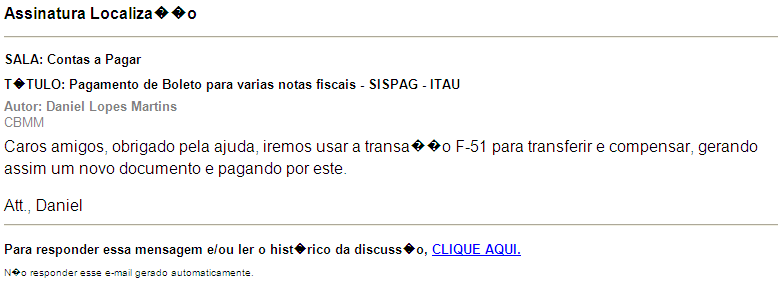 Assinatura Localiza��o
SALA: Contas a Pagar
T�TULO: Pagamento de Boleto para varias notas fiscais - SISPAG - ITAU
Autor: Daniel Lopes Martins
CBMM
Caros amigos, obrigado pela ajuda, iremos usar a transa��o F-51 para transferir e compensar, gerando
assim um novo documento e pagando por este.
Att., Daniel
Para responder essa mensagem e/ou ler o hist�rico da discuss�o, CLIQUE AQUI.
N�o responder esse e-mail gerado automaticamente.